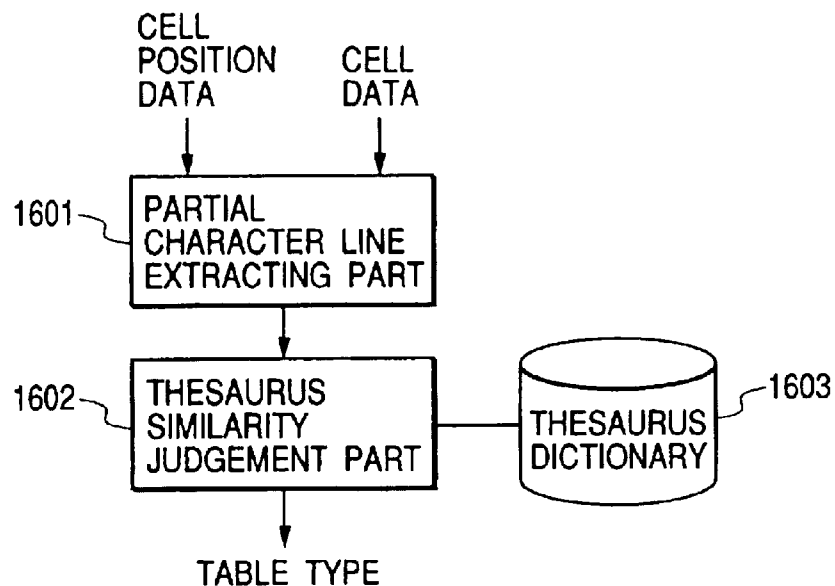 CELL
POSITION
DATA
CELL
DATA
1601
PARTIAL
CHARACTER LINE
EXTRACTING PART
1602
THESAURUS
SIMILARITY
JUDGEMENT PART
1603
THESAURUS
DICTIONARY
TABLE TYPE